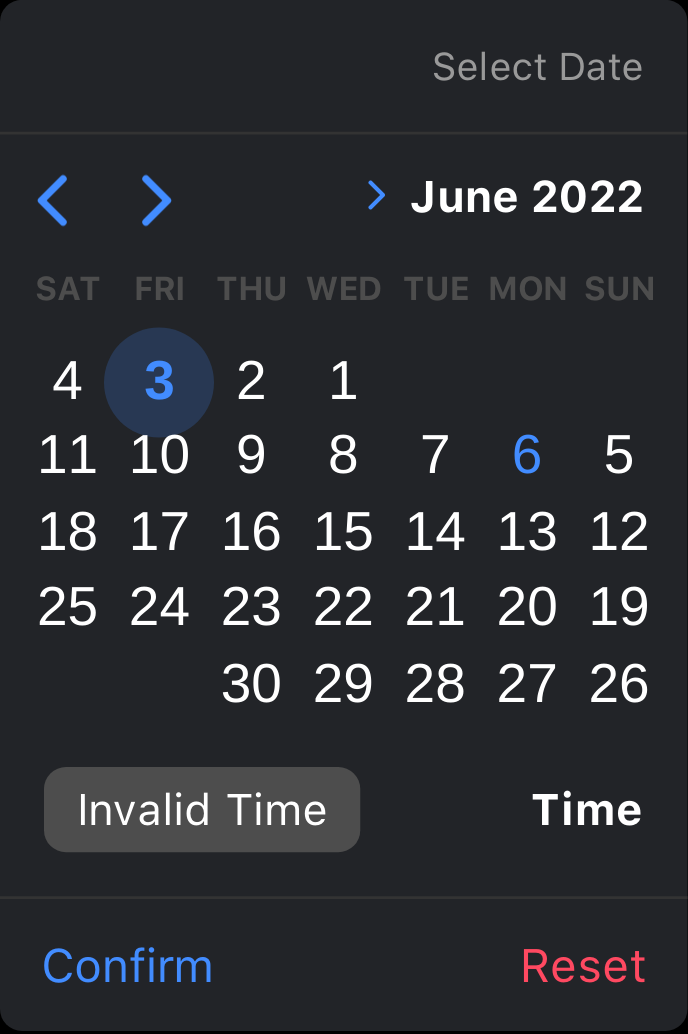 Select Date
June 2022
SAT FRI THU WED TUE MON SUN
4 3 2 1
11 10 9 8 7 6 5
18 17 16 15 14 13 12
25 24 23 22 21 20 19
30 29 28 27 26
Invalid Time Time
Confirm Reset